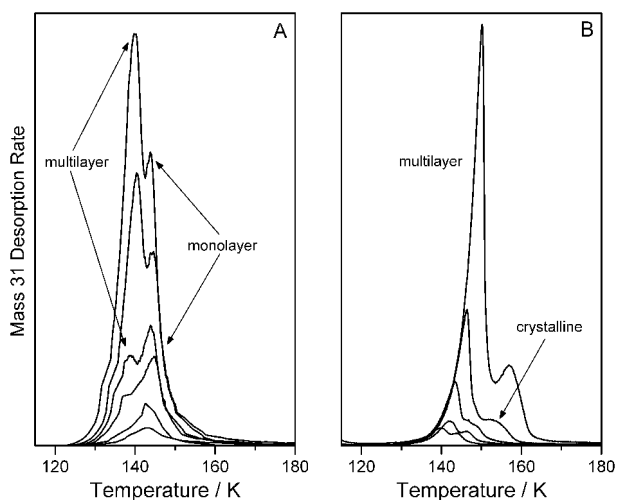 A
B
multilayer
multilayer
monolayer
crystalline
Mass 31 Desorption Rate
120
140
160
180
120
140
160
180
Temperature / K
Temperature / K